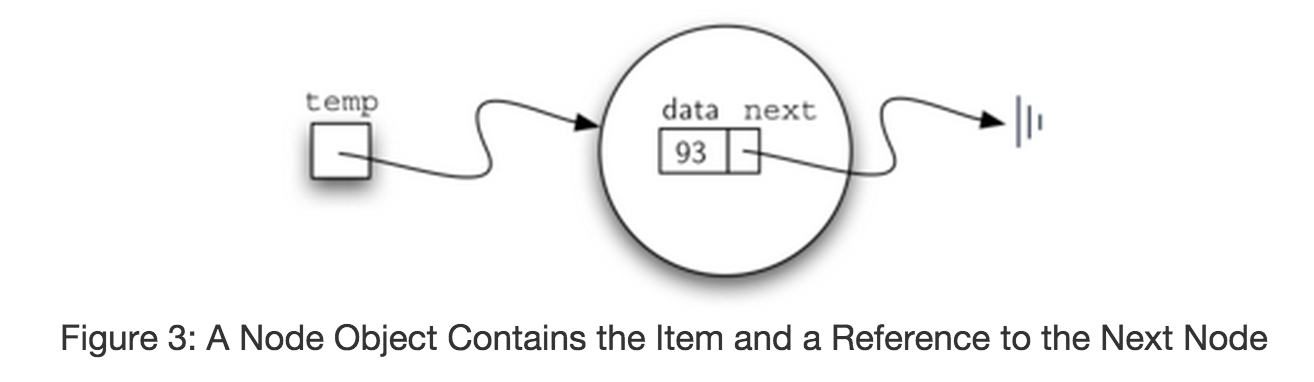 temp
data next
93
Figure 3: A Node Object Contains the Item and a Reference to the Next Node